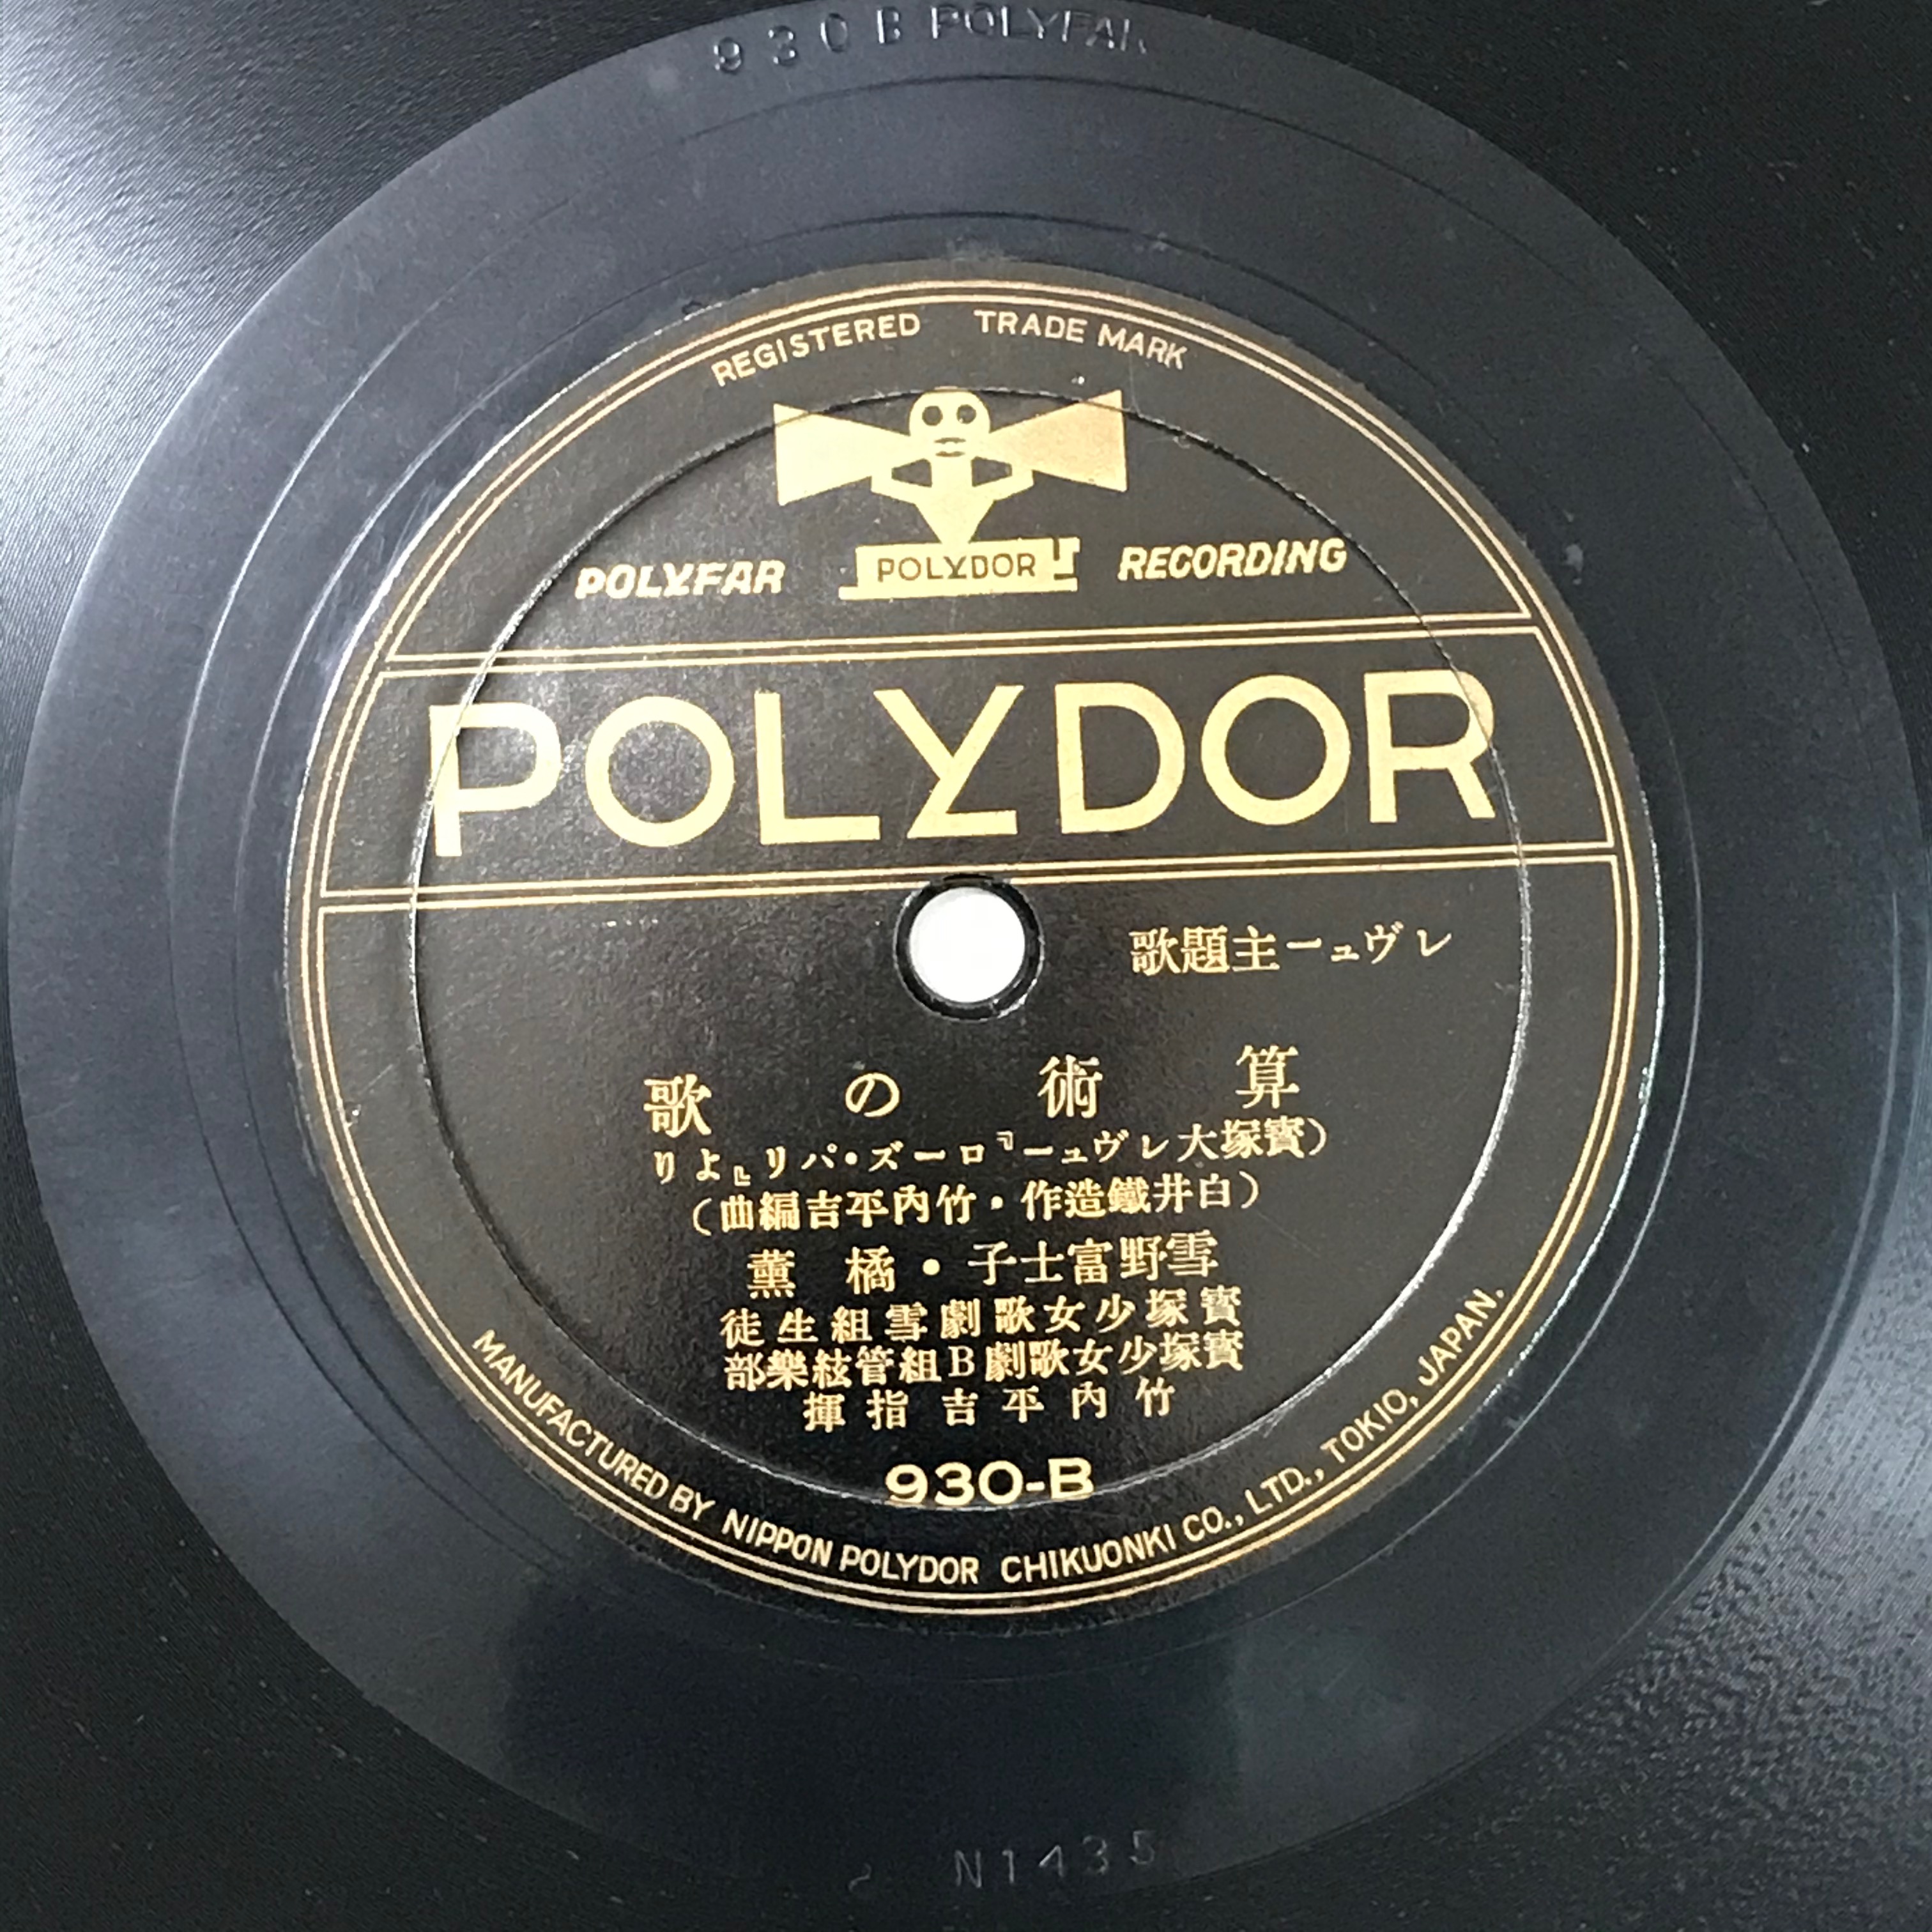 930 B POLYFAR
REGISTERED TRADE MARK
POLYFAR POLYDOR RECORDING
POLYDOR
レヴュー主題歌
算術の歌
(寶塚大レヴュー『ローズ・パリ』より
(白井鐵造作・竹内平吉編曲)
雪野富士子・橘 薫
寶塚少女歌劇雪組生徒
寶塚少女歌劇B組管絃樂部
竹内平吉指揮
930-B
MANUFACTURED BY NIPPON POLYDOR CHIKUONKI CO., LTD., TOKIO, JAPAN.
N1435